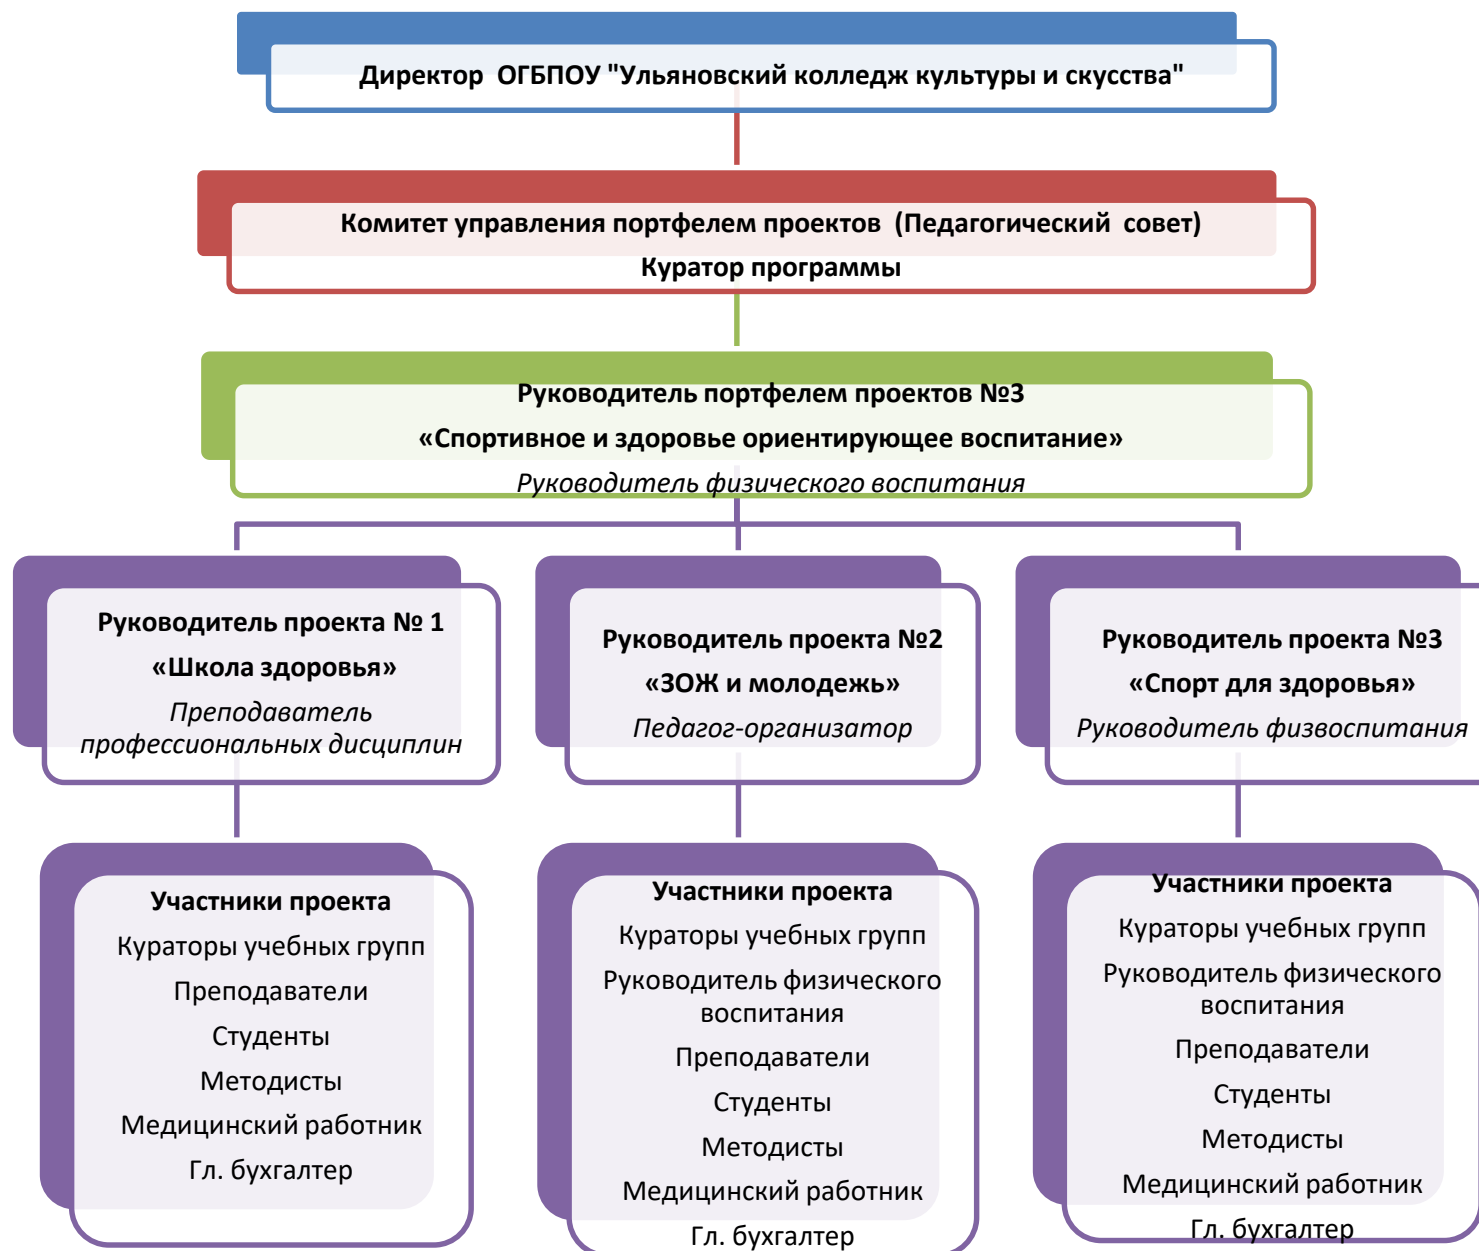 Директор ОГБПОУ "Ульяновский колледж культуры и скусства"
Комитет управления портфелем проектов (Педагогический совет)
Куратор программы
Руководитель портфелем проектов №3
«Спортивное и здоровье ориентирующее воспитание»
Руководитель физического воспитания
Руководитель проекта № 1
«Школа здоровья»
Преподаватель
профессиональных дисциплин
Руководитель проекта №2
«ЗОЖ и молодежь»
Педагог-организатор
Руководитель проекта №3
«Спорт для здоровья»
Руководитель физвоспитания
Участники проекта
Кураторы учебных групп
Преподаватели
Студенты
Методисты
Медицинский работник
Гл. бухгалтер
Участники проекта
Кураторы учебных групп
Руководитель физического
воспитания
Преподаватели
Студенты
Методисты
Медицинский работник
Гл. бухгалтер
Участники проекта
Кураторы учебных групп
Руководитель физического
воспитания
Преподаватели
Студенты
Методисты
Медицинский работник
Гл. бухгалтер